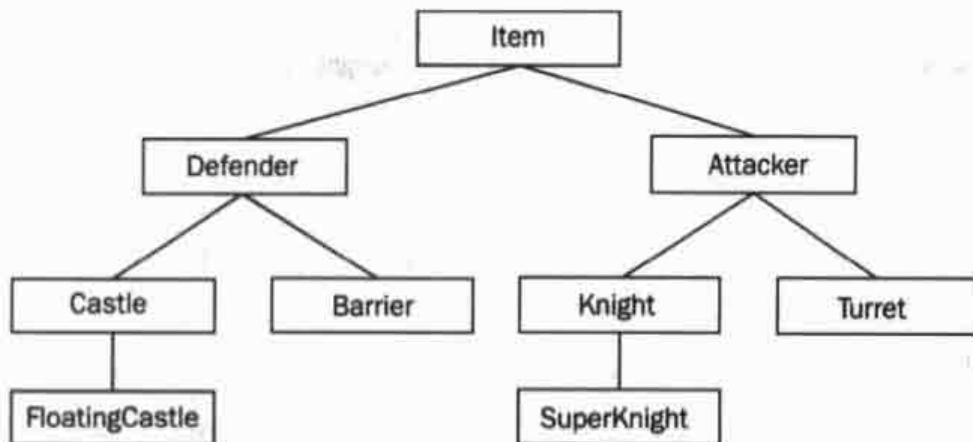 Item
Defender
Attacker
Castle
Barrier
Knight
Turret
FloatingCastle
SuperKnight